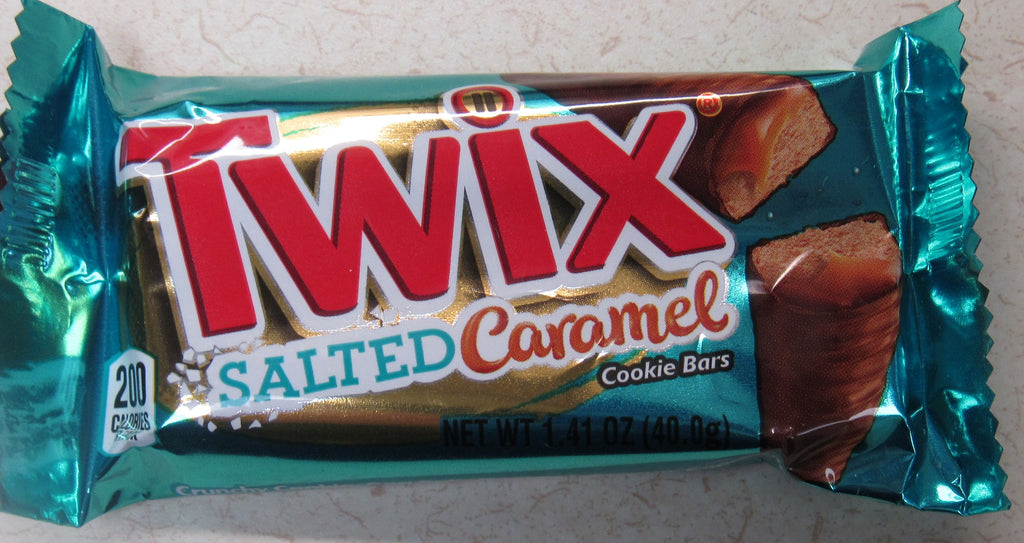 TWIX®
SALTED Caramel
Cookie Bars
200
CALORIES
NET WT 1.41 OZ (40.0g)